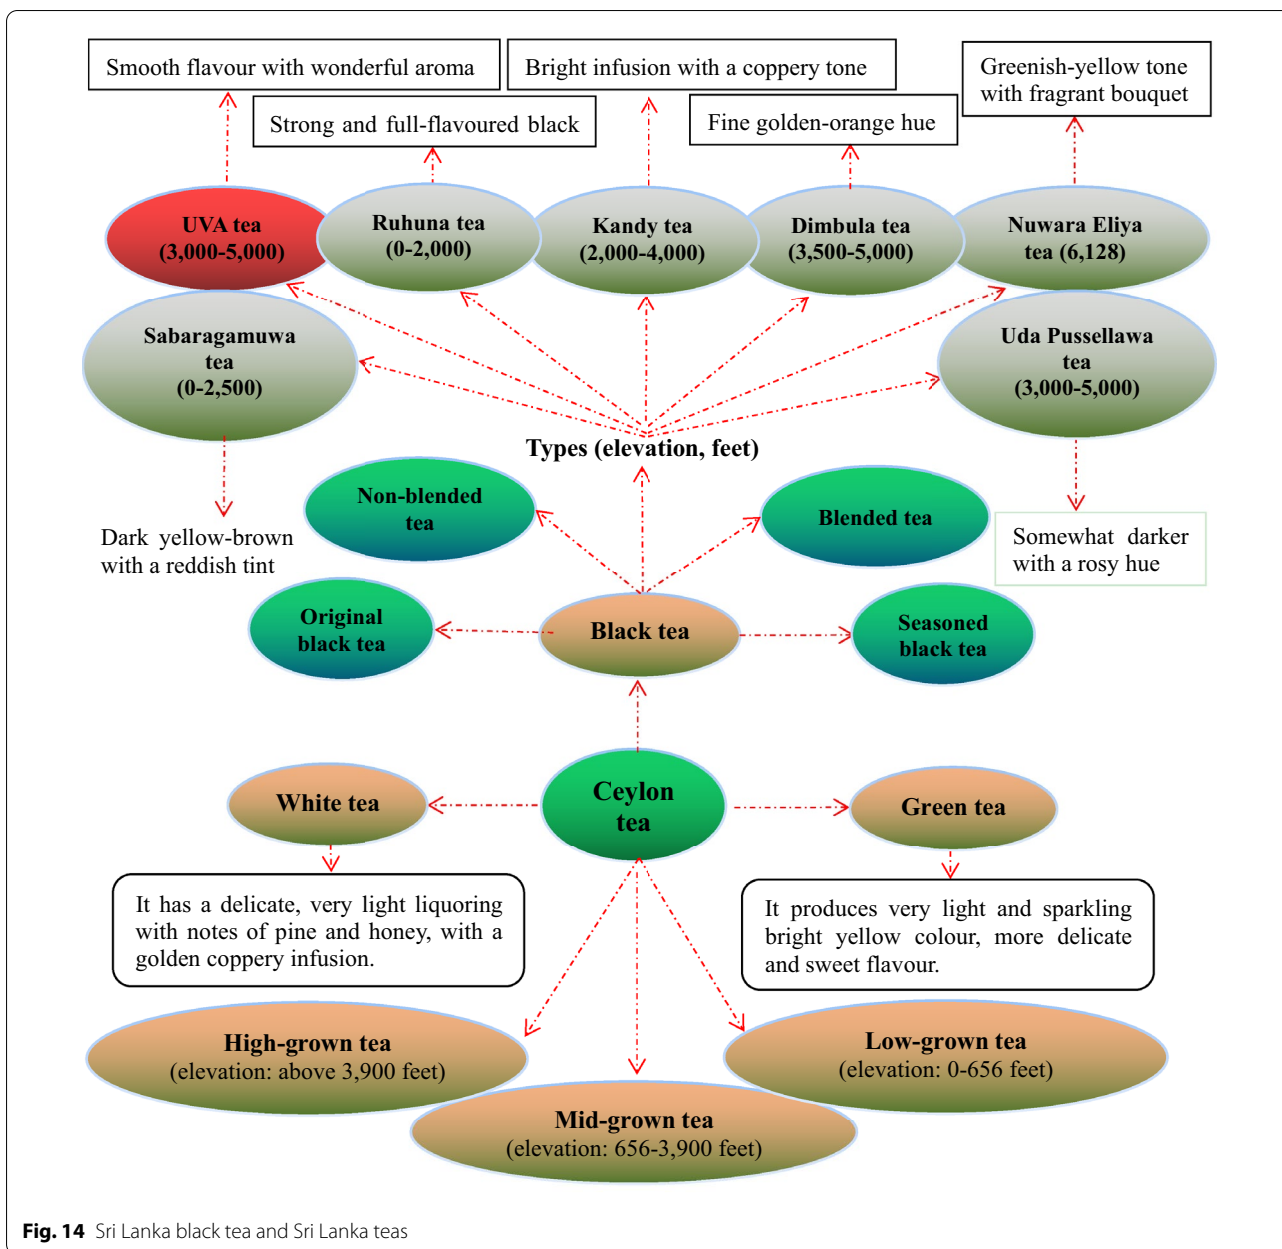 Smooth flavour with wonderful aroma
Bright infusion with a coppery tone
Greenish-yellow tone
with fragrant bouquet
Strong and full-flavoured black
Fine golden-orange hue
UVA tea
(3,000-5,000)
Ruhuna tea
(0-2,000)
Kandy tea
(2,000-4,000)
Dimbula tea
(3,500-5,000)
Nuwara Eliya
tea (6,128)
Sabaragamuwa
tea
(0-2,500)
Uda Pussellawa
tea
(3,000-5,000)
Types (elevation, feet)
Non-blended
tea
Blended tea
Dark yellow-brown
with a reddish tint
Somewhat darker
with a rosy hue
Original
black tea
Black tea
Seasoned
black tea
White tea
Ceylon
tea
Green tea
It has a delicate, very light liquoring
with notes of pine and honey, with a
golden coppery infusion.
It produces very light and sparkling
bright yellow colour, more delicate
and sweet flavour.
High-grown tea
(elevation: above 3,900 feet)
Low-grown tea
(elevation: 0-656 feet)
Mid-grown tea
(elevation: 656-3,900 feet)
Fig. 14 Sri Lanka black tea and Sri Lanka teas